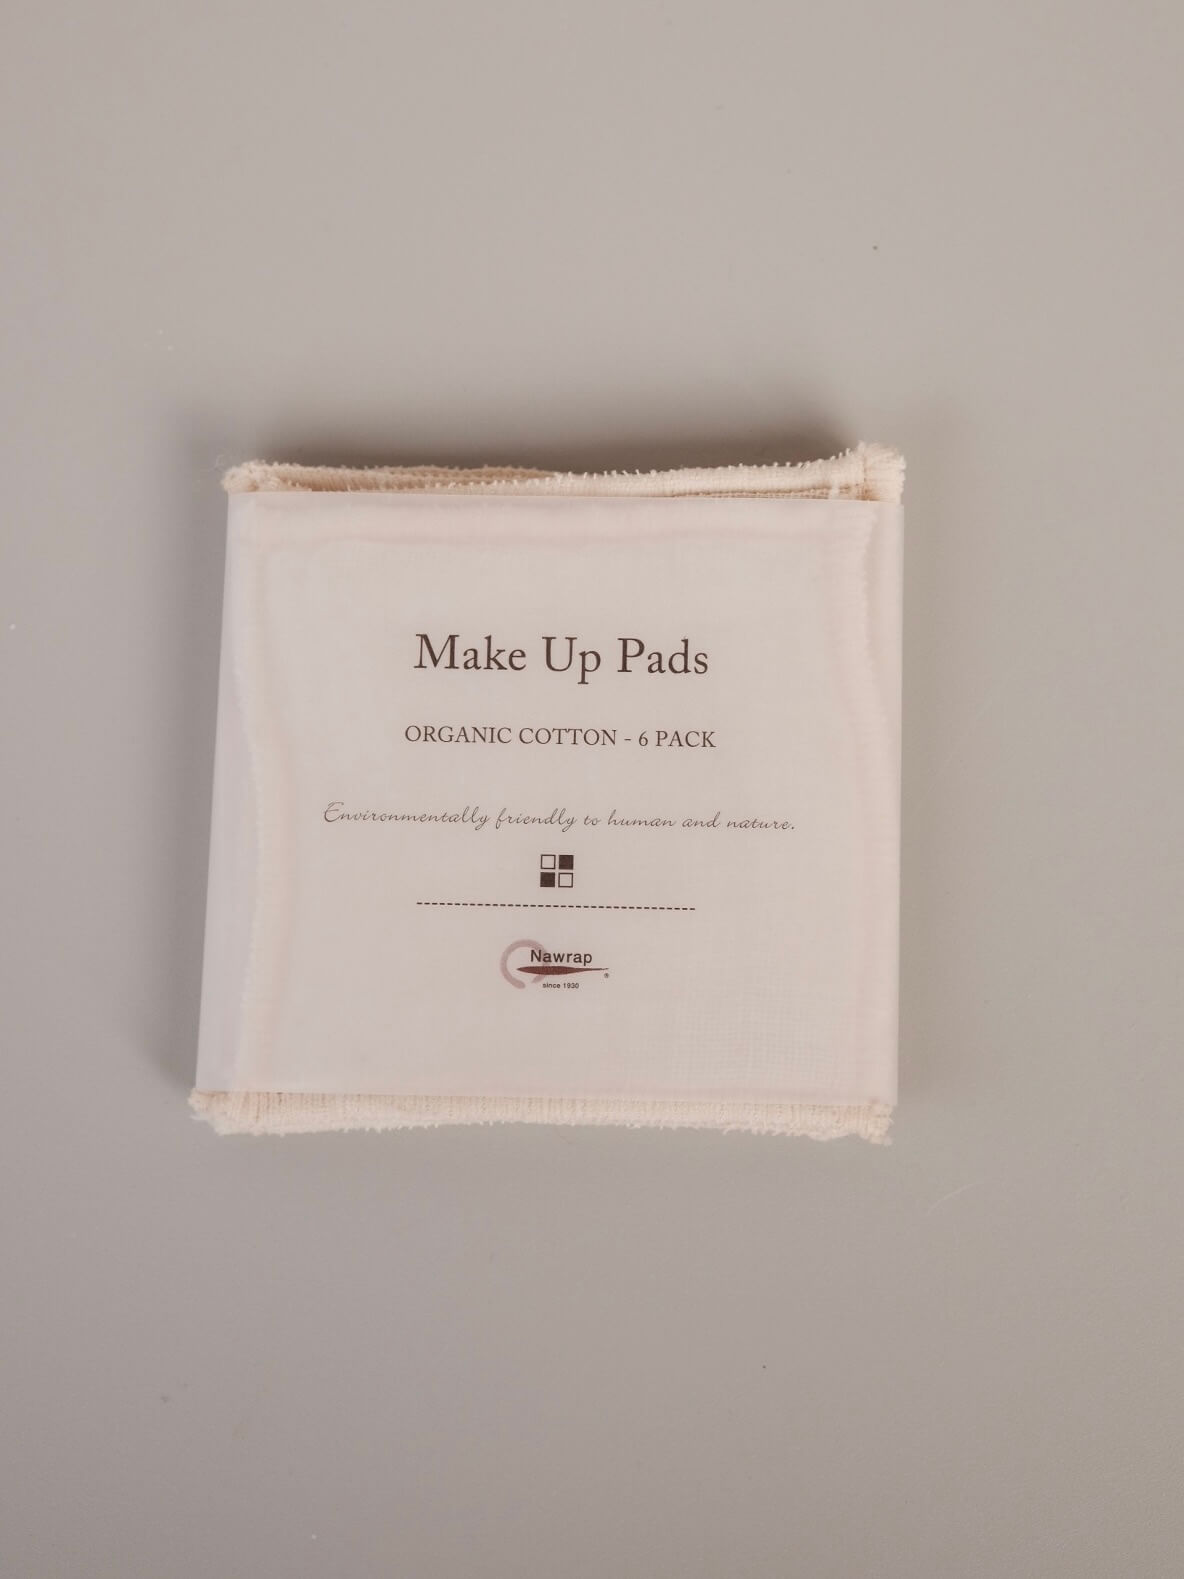 Make Up Pads
ORGANIC COTTON - 6 PACK
Environmentally friendly to human and nature.
Nawrap
®
since 1930